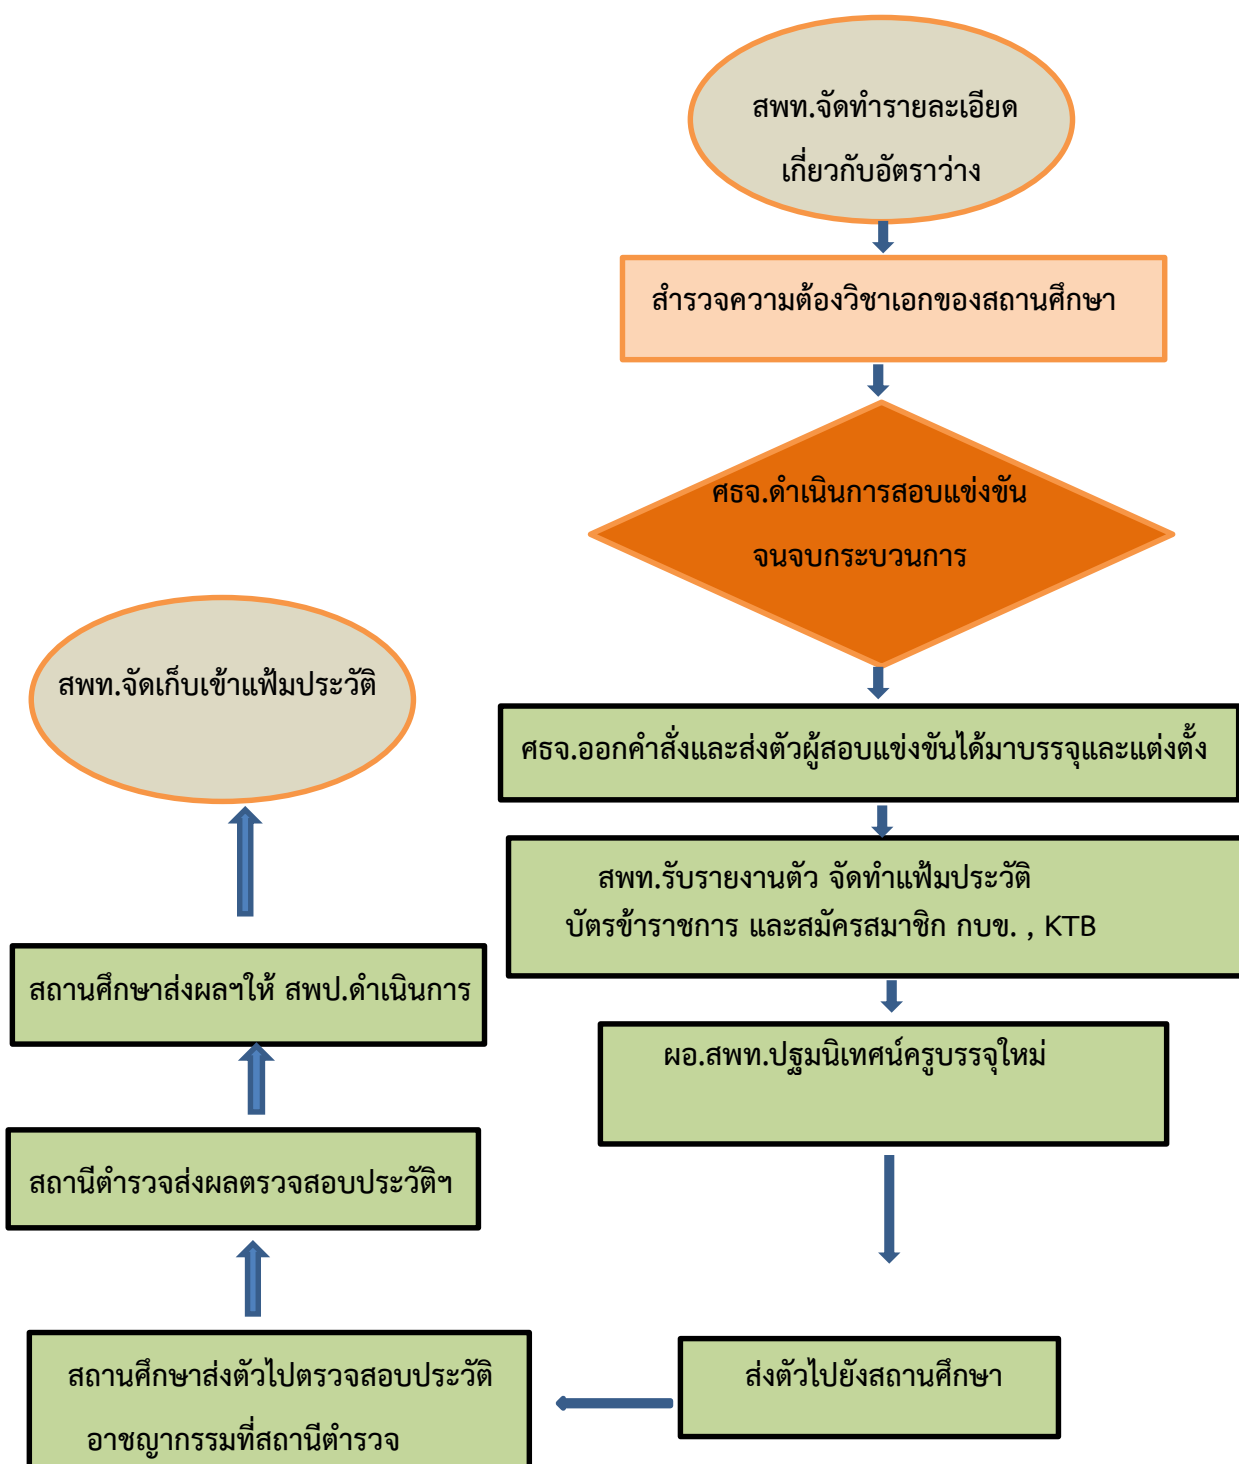 สพท.จัดทำรายละเอียด
เกี่ยวกับอัตราว่าง
สำรวจความต้องวิชาเอกของสถานศึกษา
ศธจ.ดำเนินการสอบแข่งขัน
จนจบกระบวนการ
ศธจ.ออกคำสั่งและส่งตัวผู้สอบแข่งขันได้มาบรรจุและแต่งตั้ง
สพท.รับรายงานตัว จัดทำแฟ้มประวัติ
บัตรข้าราชการ และสมัครสมาชิก กบข. , KTB
ผอ.สพท.ปฐมนิเทศน์ครูบรรจุใหม่
ส่งตัวไปยังสถานศึกษา
สถานศึกษาส่งตัวไปตรวจสอบประวัติ
อาชญากรรมที่สถานีตำรวจ
สถานีตำรวจส่งผลตรวจสอบประวัติฯ
สถานศึกษาส่งผลฯให้ สพป.ดำเนินการ
สพท.จัดเก็บเข้าแฟ้มประวัติ